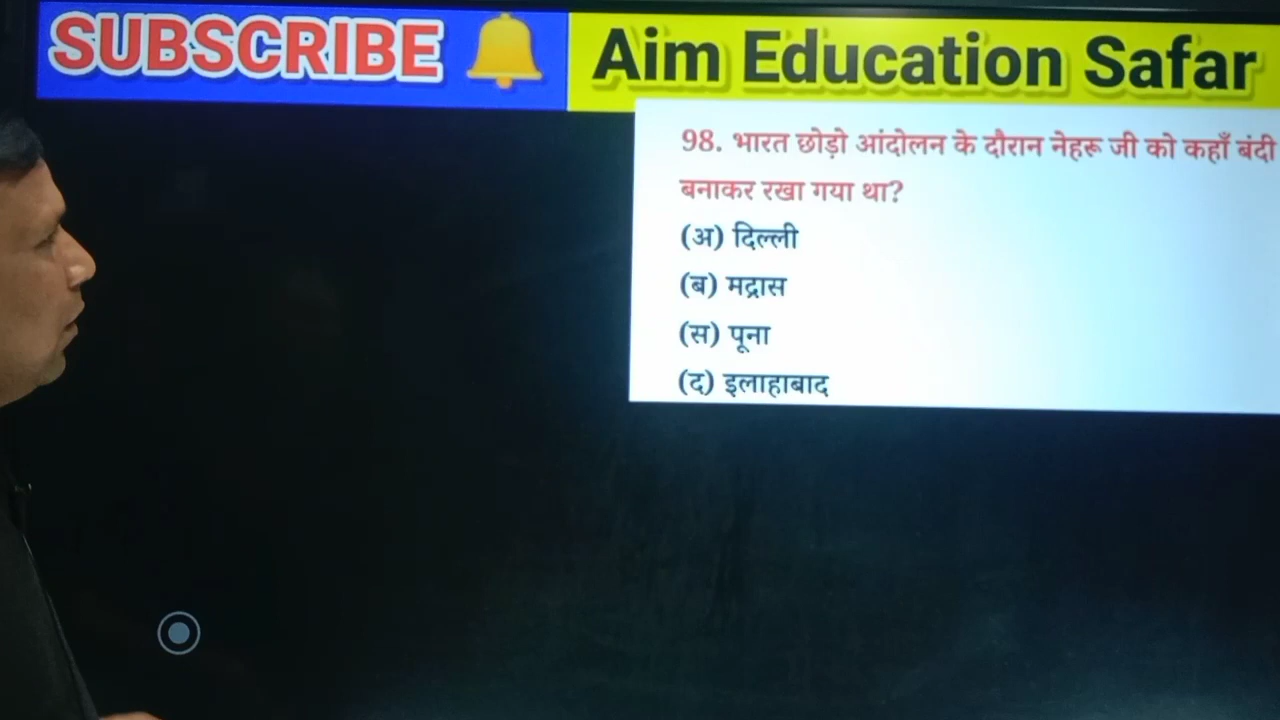 SUBSCRIBE
Aim Education Safar
98. भारत छोड़ो आंदोलन के दौरान नेहरू जी को कहाँ बंदी
बनाकर रखा गया था?
(अ) दिल्ली
(ब) मद्रास
(स) पूना
(द) इलाहाबाद